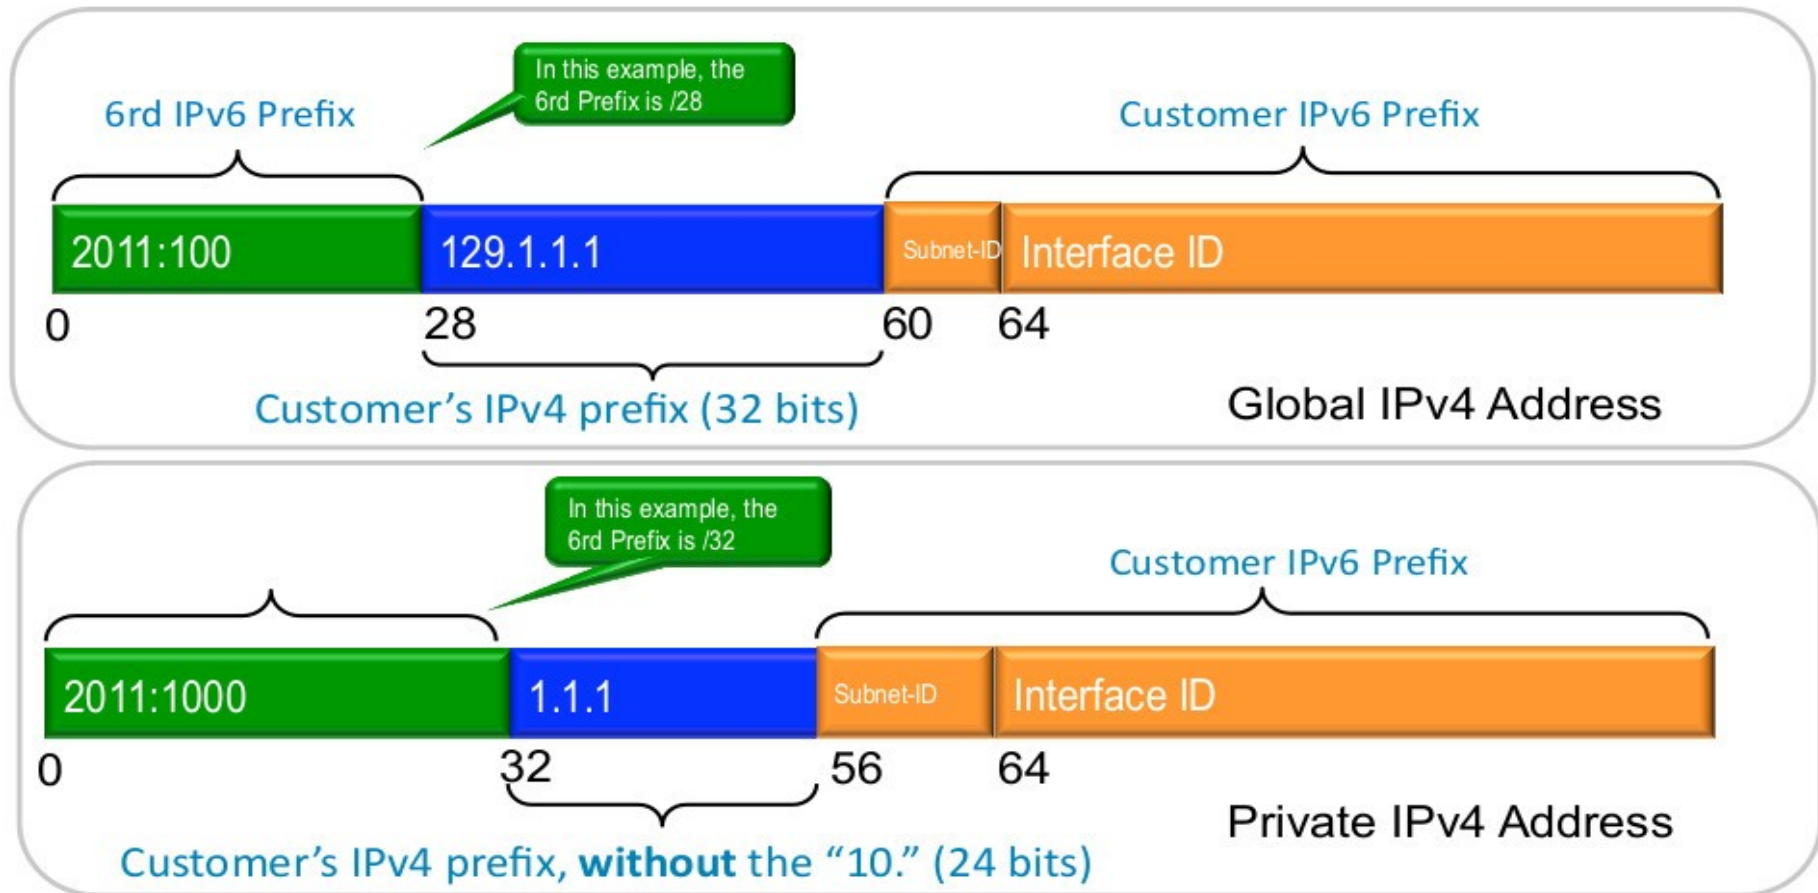 In this example, the
6rd Prefix is /28
6rd IPv6 Prefix
Customer IPv6 Prefix
2011:100
129.1.1.1
Subnet-ID
Interface ID
0
28
60
64
Customer’s IPv4 prefix (32 bits)
Global IPv4 Address
In this example, the
6rd Prefix is /32
Customer IPv6 Prefix
2011:1000
1.1.1
Subnet-ID
Interface ID
0
32
56
64
Private IPv4 Address
Customer’s IPv4 prefix, without the “10.” (24 bits)